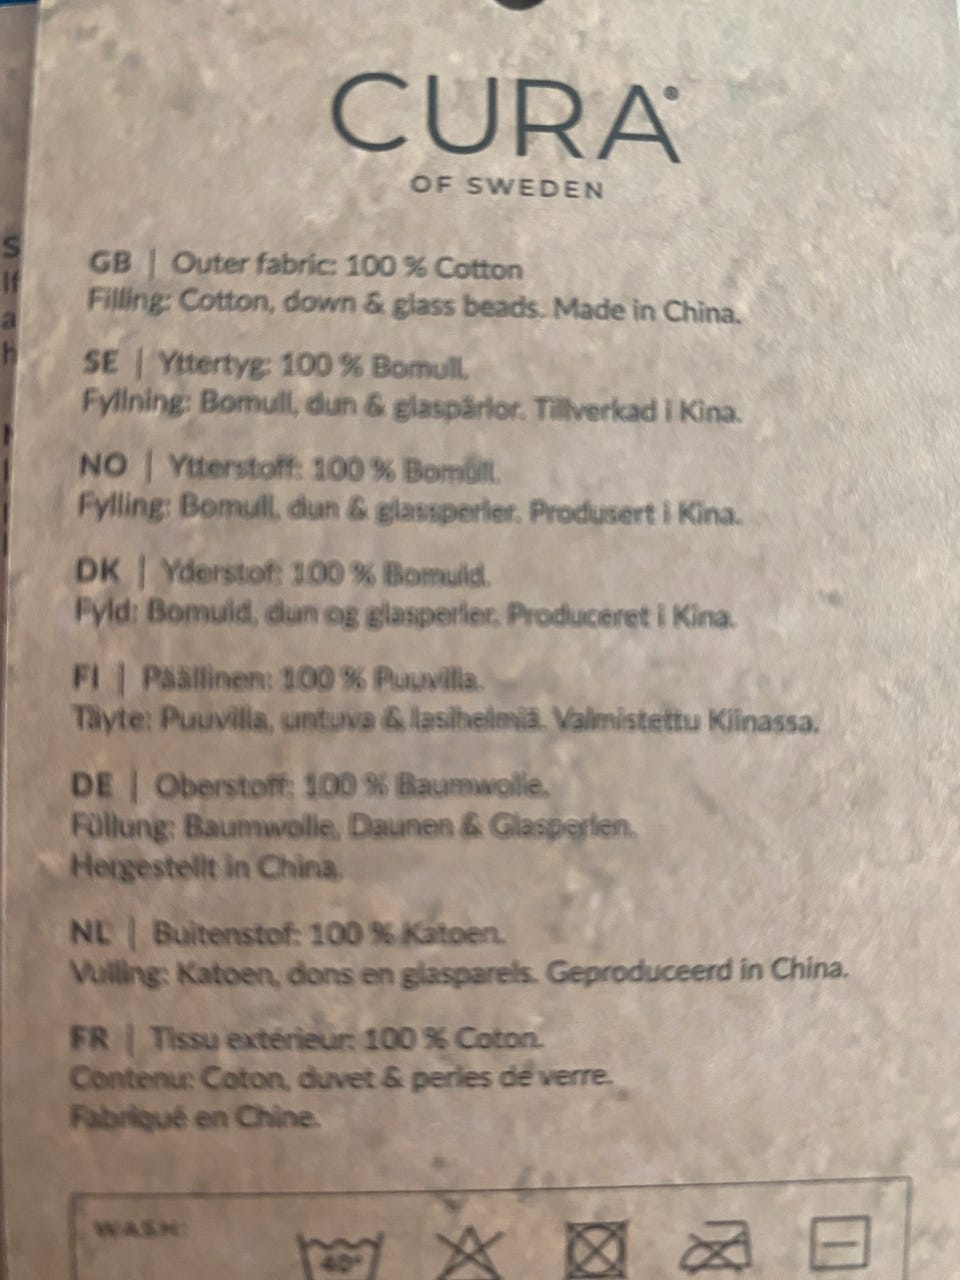 CURA®
OF SWEDEN
GB | Outer fabric: 100 % Cotton
Filling: Cotton, down & glass beads. Made in China.
SE | Yttertyg: 100 % Bomull.
Fyllning: Bomull, dun & glaspärlor. Tillverkad i Kina.
NO | Ytterstoff: 100 % Bomull.
Fylling: Bomull, dun & glassperler. Produsert i Kina.
DK | Yderstof: 100 % Bomuld.
Fyld: Bomuld, dun og glasperler. Produceret i Kina.
FI | Päällinen: 100 % Puuvilla.
Täyte: Puuvilla, untuva & lasihelmiä. Valmistettu Kiinassa.
DE | Oberstoff: 100 % Baumwolle.
Füllung: Baumwolle, Daunen & Glasperlen.
Hergestellt in China.
NL | Buitenstof: 100 % Katoen.
Vulling: Katoen, dons en glasparels. Geproduceerd in China.
FR | Tissu extérieur: 100 % Coton.
Contenu: Coton, duvet & perles de verre.
Fabriqué en Chine.
WASH:
40°